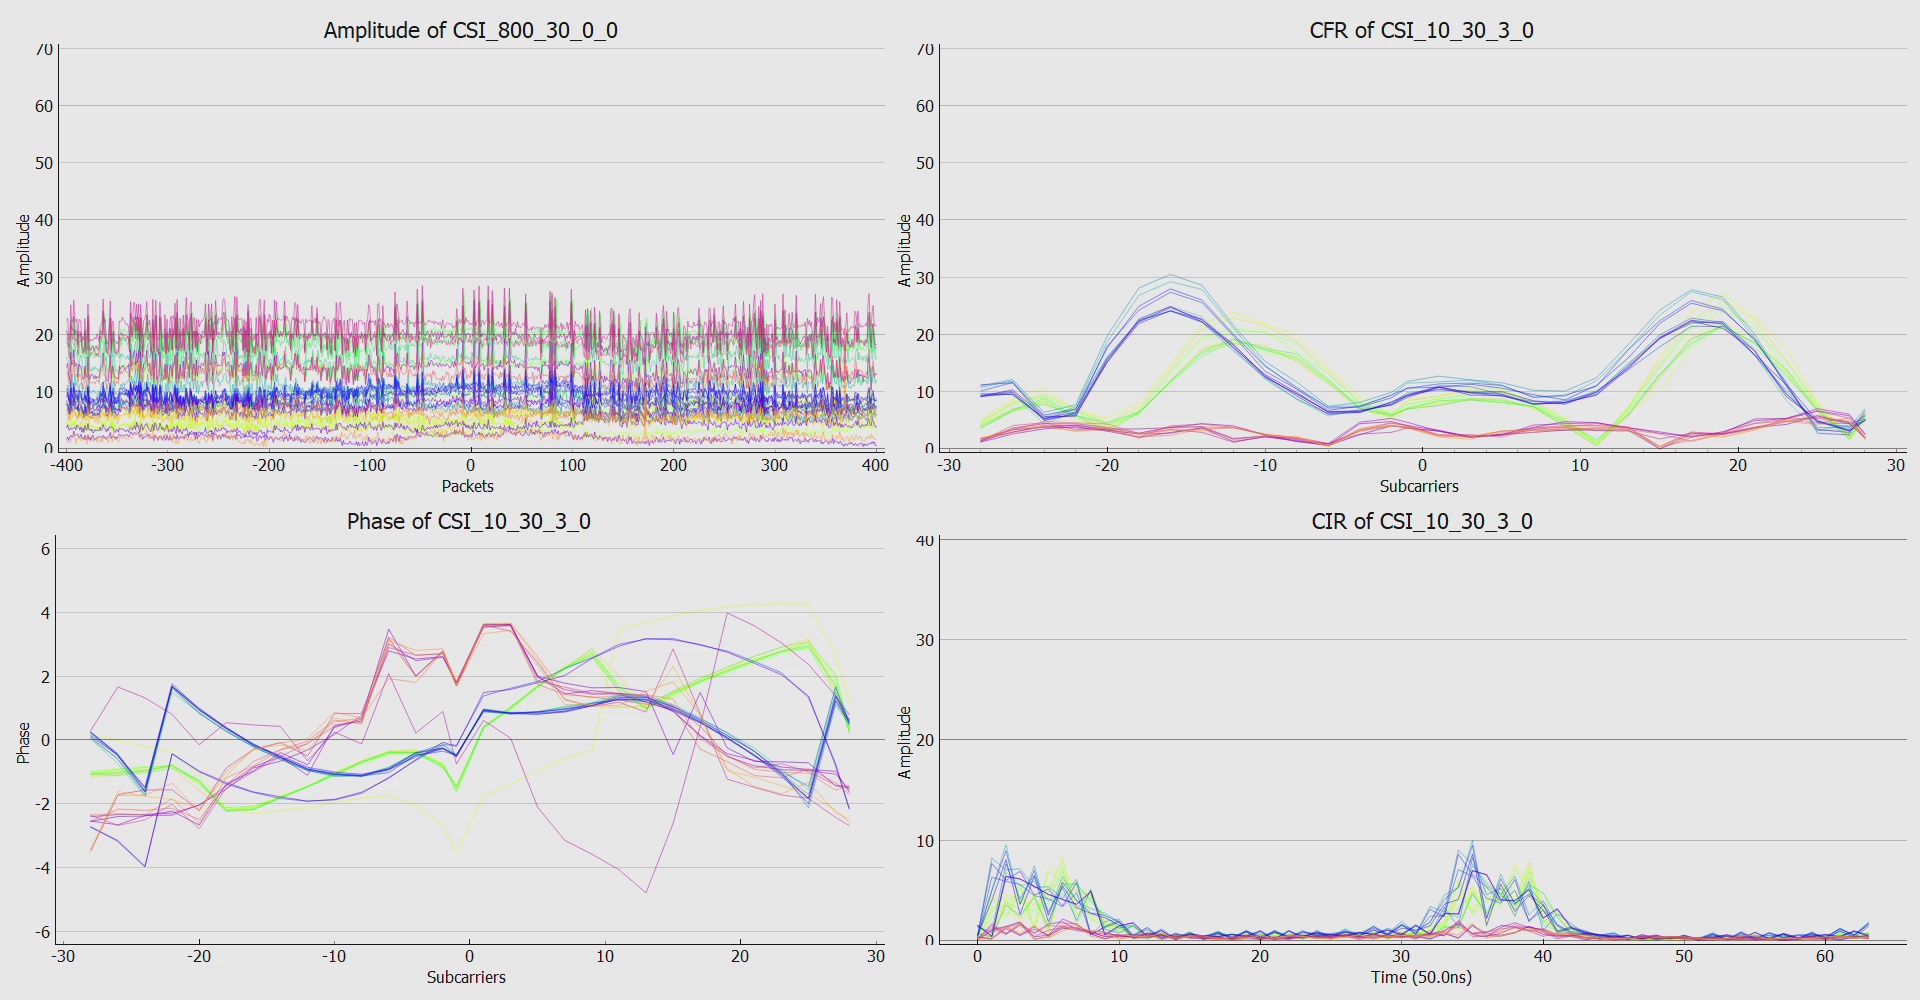 Amplitude of CSI_800_30_0_0
70
60
50
40
30
20
10
0
Amplitude
-400 -300 -200 -100 0 100 200 300 400
Packets
CFR of CSI_10_30_3_0
70
60
50
40
30
20
10
0
Amplitude
-30 -20 -10 0 10 20 30
Subcarriers
Phase of CSI_10_30_3_0
6
4
2
0
-2
-4
-6
Phase
-30 -20 -10 0 10 20 30
Subcarriers
CIR of CSI_10_30_3_0
40
30
20
10
0
Amplitude
0 10 20 30 40 50 60
Time (50.0ns)